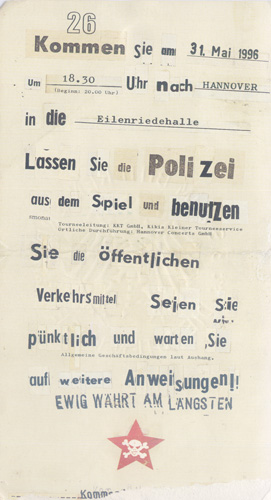 26
Kommen Sie am 31. Mai 1996
Um 18.30 Uhr nach HANNOVER
(Beginn: 20.00 Uhr)
in die Eilenriedehalle
Lassen Sie die Polizei
aus dem Spiel und benutzen
Tourneeleitung: KKT GmbH, Kikis Kleiner Tourneeservice
Örtliche Durchführung: Hannover Concerts GmbH
Sie die Öffentlichen
Verkehrsmittel Seien Sie
pünktlich und warten Sie
Allgemeine Geschäftsbedingungen Laut Aushang.
auf weitere Anweisungen!!
EWIG WÄHRT AM LÄNGSTEN